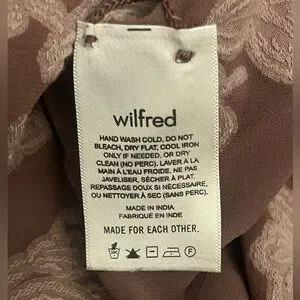 wilfred
HAND WASH COLD, DO NOT
BLEACH, DRY FLAT, COOL IRON
ONLY IF NEEDED, OR DRY
CLEAN (NO PERC). LAVER À LA
MAIN À L'EAU FROIDE, NE PAS
JAVELISER, SÉCHER À PLAT,
REPASSAGE DOUX SI NÉCESSAIRE,
OU NETTOYER À SEC (SANS PERC).
MADE IN INDIA
FABRIQUÉ EN INDE
MADE FOR EACH OTHER.
F